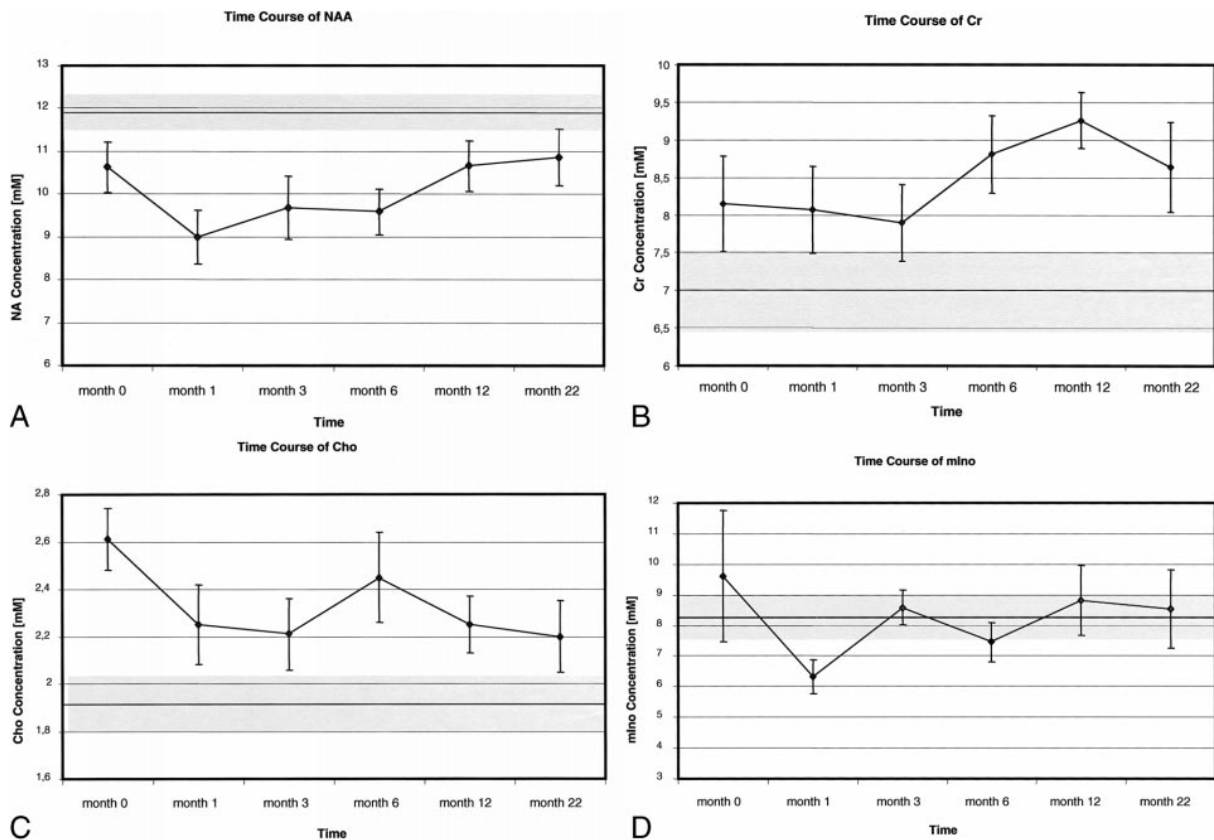 Time Course of NAA
NA Concentration [mM]
13
12
11
10
9
8
7
6
month 0 month 1 month 3 month 6 month 12 month 22
Time
A
Time Course of Cr
Cr Concentration [mM]
10
9,5
9
8,5
8
7,5
7
6,5
6
month 0 month 1 month 3 month 6 month 12 month 22
Time
B
Time Course of Cho
Cho Concentration [mM]
2,8
2,6
2,4
2,2
2
1,8
1,6
month 0 month 1 month 3 month 6 month 12 month 22
Time
C
Time Course of mIno
mIno Concentration [mM]
12
11
10
9
8
7
6
5
4
3
month 0 month 1 month 3 month 6 month 12 month 22
Time
D